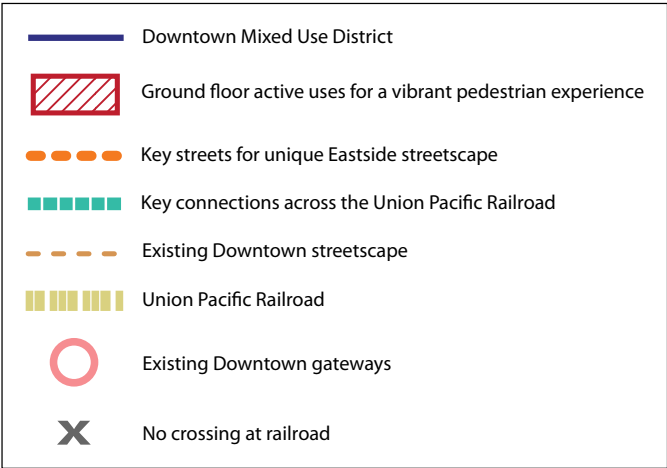 Downtown Mixed Use District
Ground floor active uses for a vibrant pedestrian experience
Key streets for unique Eastside streetscape
Key connections across the Union Pacific Railroad
Existing Downtown streetscape
Union Pacific Railroad
Existing Downtown gateways
No crossing at railroad